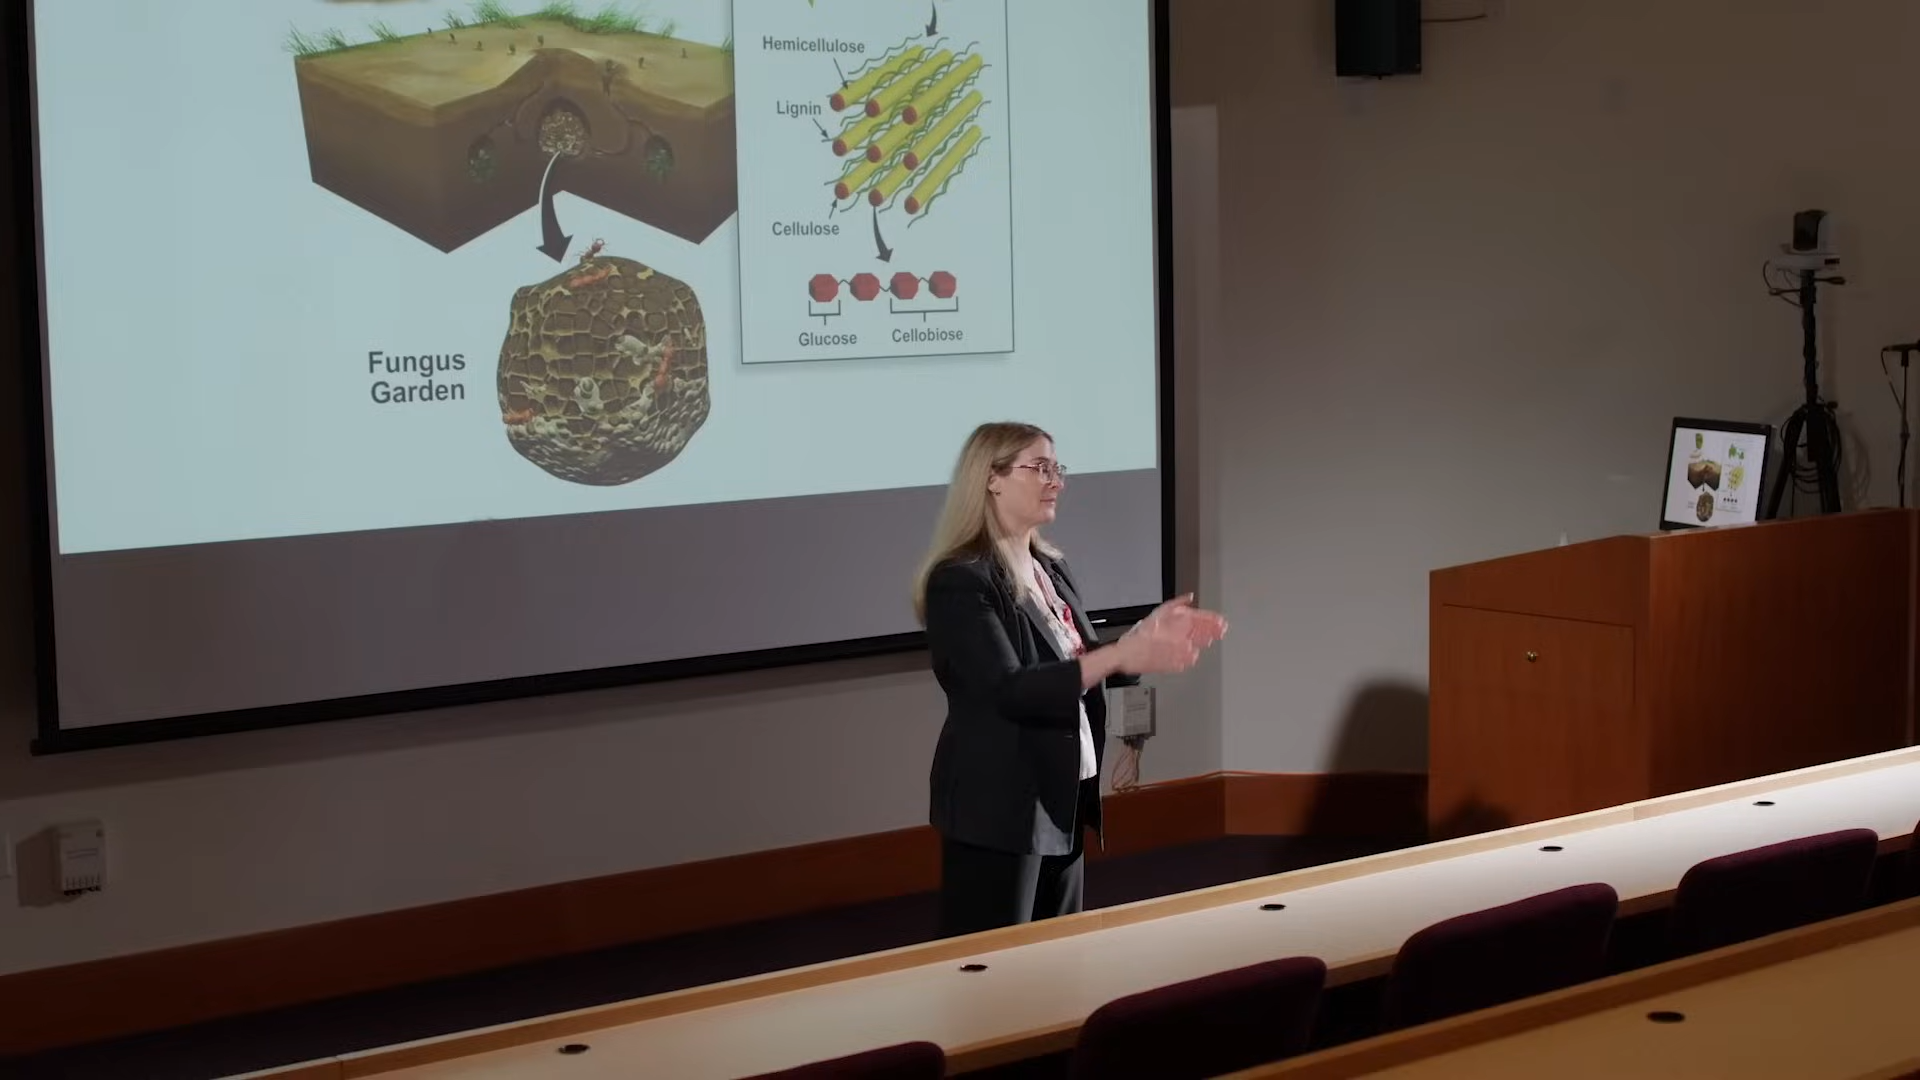 Hemicellulose
Lignin
Cellulose
Glucose
Cellobiose
Fungus
Garden